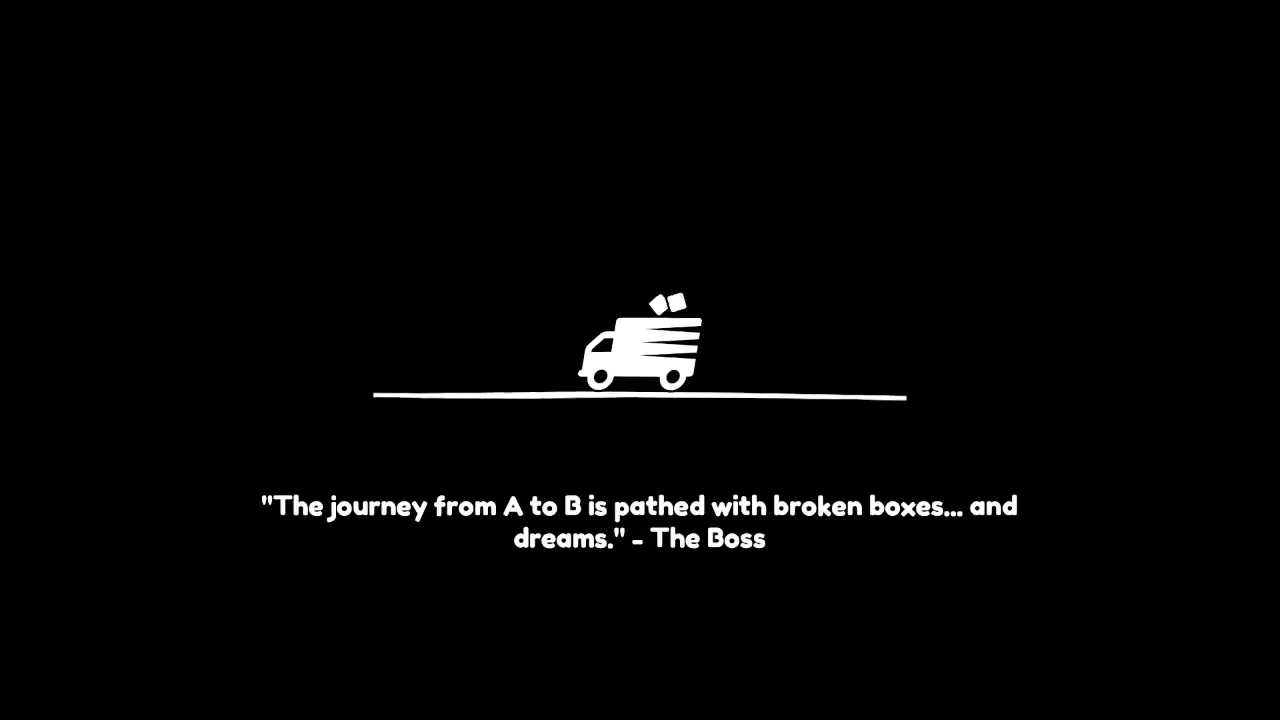 "The journey from A to B is pathed with broken boxes... and
dreams." - The Boss